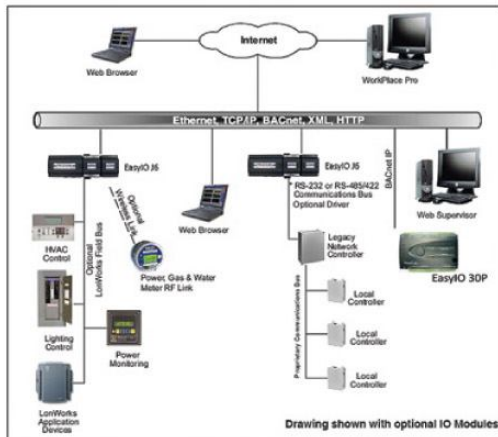 Internet
Web Browser
WorkPlace Pro
Ethernet, TCP/IP, BACnet, XML, HTTP
EasyIO J6
Optional
Wireless Link
HVAC
Control
Optional
LonWorks Field Bus
Power, Gas & Water
Meter RF Link
Lighting
Control
Power
Monitoring
LonWorks
Application
Devices
Web Browser
EasyIO J6
* RS-232 or RS-485/422
Communications Bus
Optional Driver
Legacy
Network
Controller
Proprietary Communications Bus
Local
Controller
Local
Controller
Local
Controller
BACnet IP
Web Supervisor
EasyIO 30P
Drawing shown with optional IO Modules